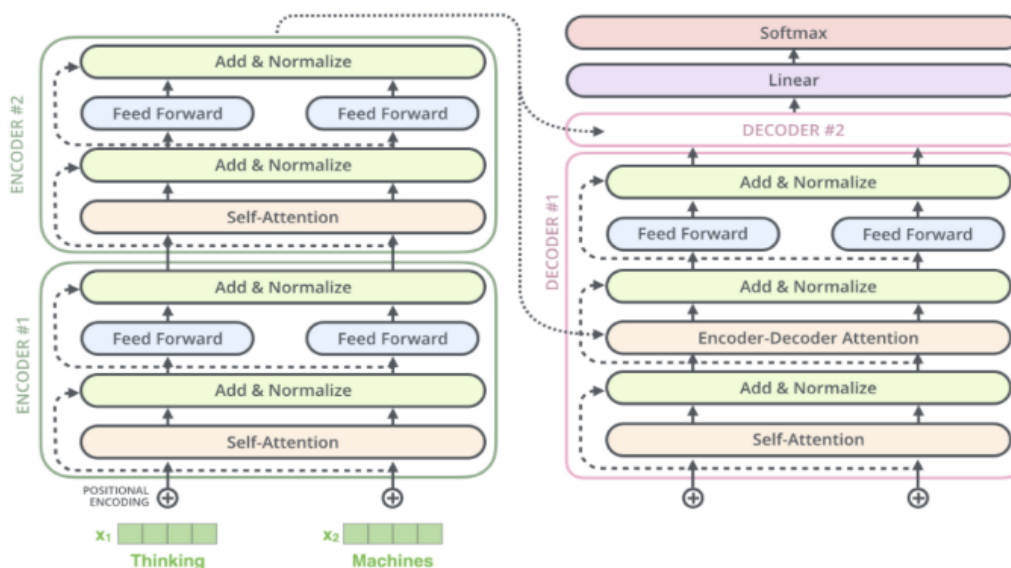 ENCODER #2
Add & Normalize
Feed Forward
Feed Forward
Add & Normalize
Self-Attention
ENCODER #1
Add & Normalize
Feed Forward
Feed Forward
Add & Normalize
Self-Attention
POSITIONAL
ENCODING
x1
x2
Thinking
Machines
Softmax
Linear
DECODER #2
DECODER #1
Add & Normalize
Feed Forward
Feed Forward
Add & Normalize
Encoder-Decoder Attention
Add & Normalize
Self-Attention